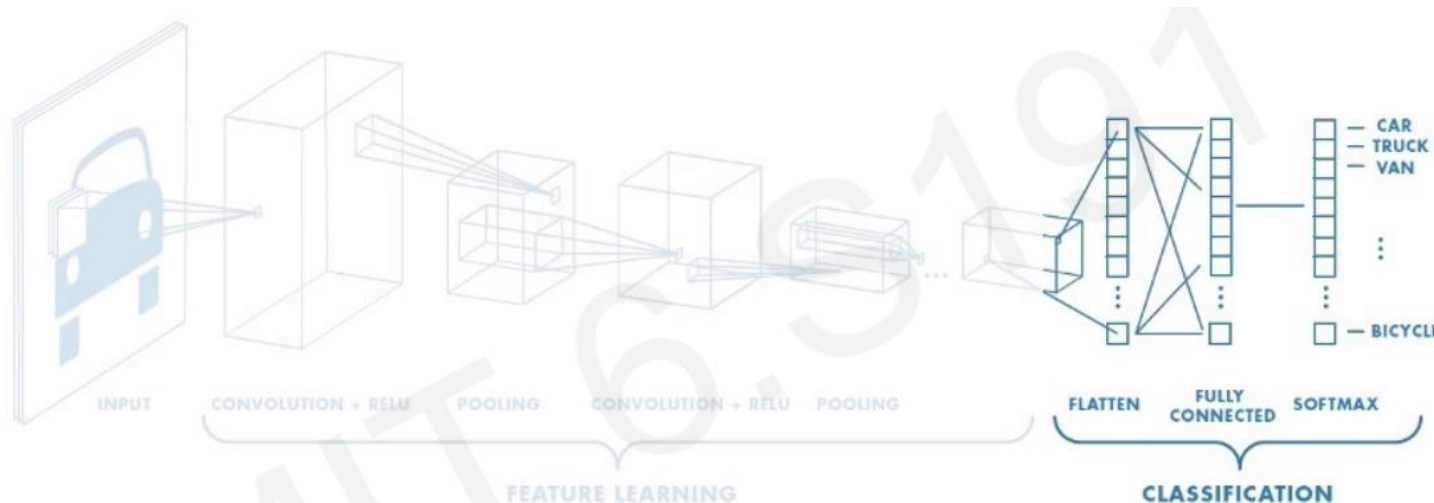 MIT 6.S191
CAR
TRUCK
VAN
BICYCLE
INPUT
CONVOLUTION + RELU
POOLING
CONVOLUTION + RELU
POOLING
FLATTEN
FULLY
CONNECTED
SOFTMAX
FEATURE LEARNING
CLASSIFICATION